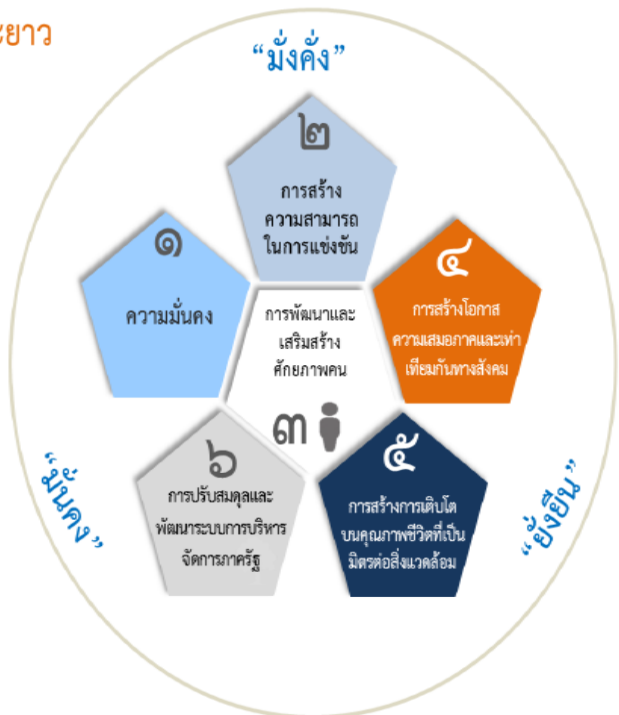 ะยาว
“มั่งคั่ง”
๒
การสร้าง
ความสามารถ
ในการแข่งขัน
๑
ความมั่นคง
๔
การสร้างโอกาส
ความเสมอภาคและเท่า
เทียมกันทางสังคม
การพัฒนาและ
เสริมสร้าง
ศักยภาพคน
๓
๖
การปรับสมดุลและ
พัฒนาระบบการบริหาร
จัดการภาครัฐ
๕
การสร้างการเติบโต
บนคุณภาพชีวิตที่เป็น
มิตรต่อสิ่งแวดล้อม
“มั่นคง”
“ยั่งยืน”